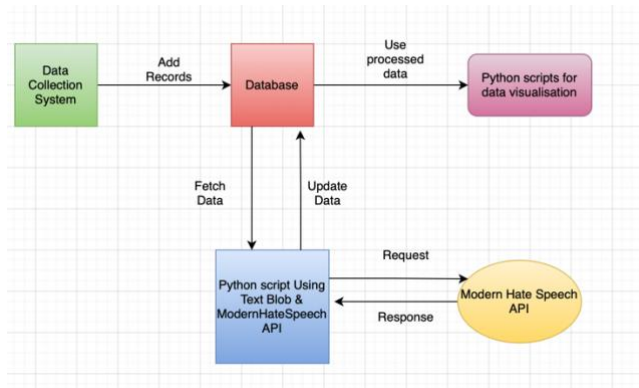 Data
Collection
System
Add
Records
Database
Use
processed
data
Python scripts for
data visualisation
Fetch
Data
Update
Data
Python script Using
Text Blob &
ModernHateSpeech
API
Request
Response
Modern Hate Speech
API